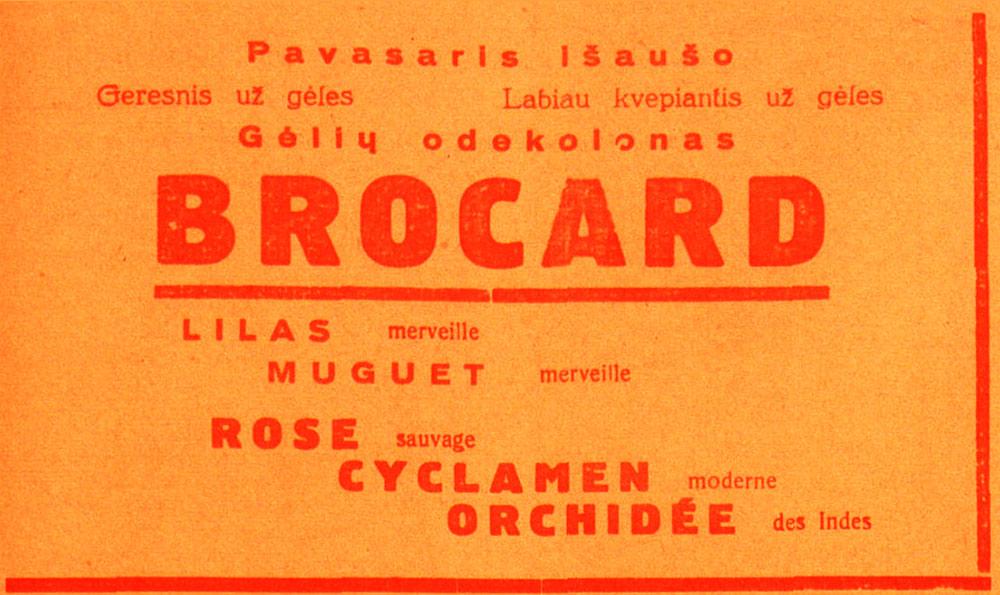 Pavasaris išaušo
Geresnis už gėles Labiau kvepiantis už gėles
Gėlių odekolonas
BROCARD
LILAS merveille
MUGUET merveille
ROSE sauvage
CYCLAMEN moderne
ORCHIDÉE des Indes